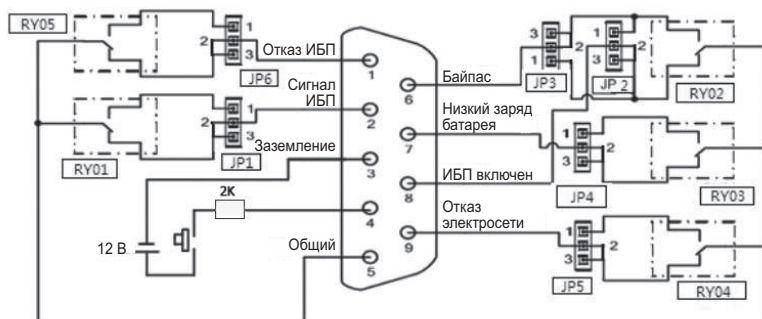 RY05
1
2
3
JP6
Отказ ИБП
Сигнал
ИБП
1
2
3
RY01
JP1
Заземление
2K
12 В.
Общий
1
2
3
4
5
6
7
8
9
Байпас
3
2
1
JP3
1
2
3
JP 2
RY02
Низкий заряд
батарея
1
2
3
JP4
RY03
ИБП включен
Отказ
электросети
1
2
3
JP5
RY04